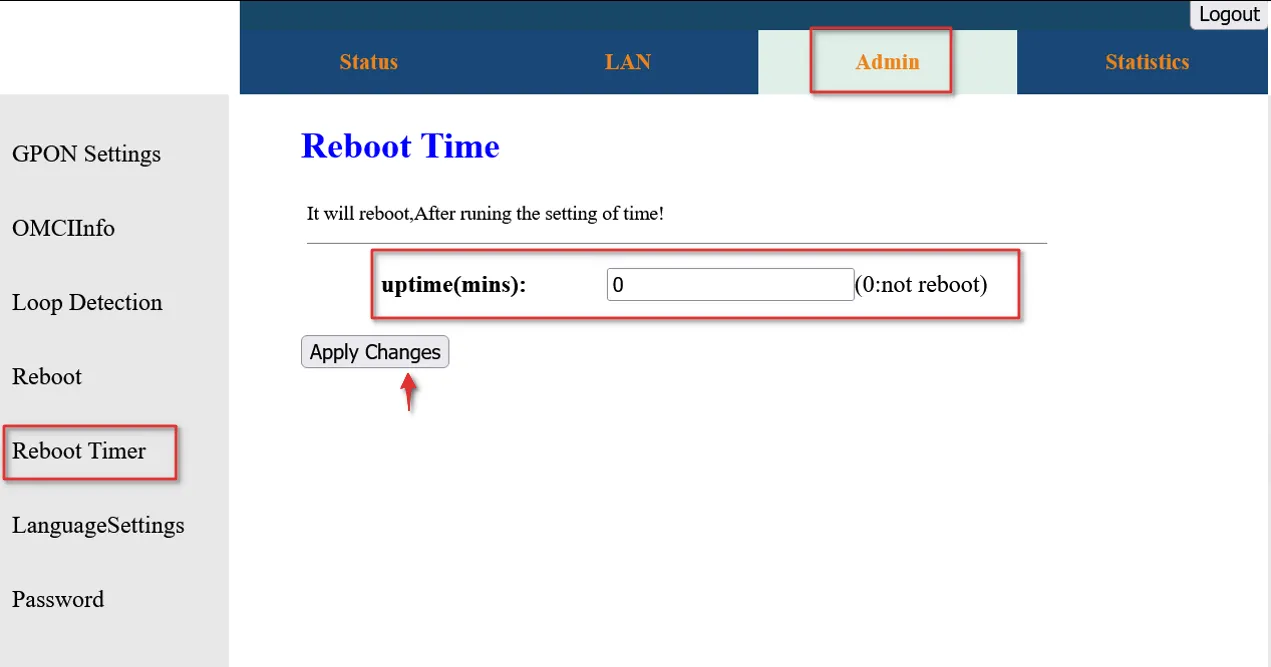 Logout
Status LAN Admin Statistics
GPON Settings
OMCIInfo
Loop Detection
Reboot
Reboot Timer
LanguageSettings
Password
Reboot Time
It will reboot,After runing the setting of time!
uptime(mins): 0 (0:not reboot)
Apply Changes